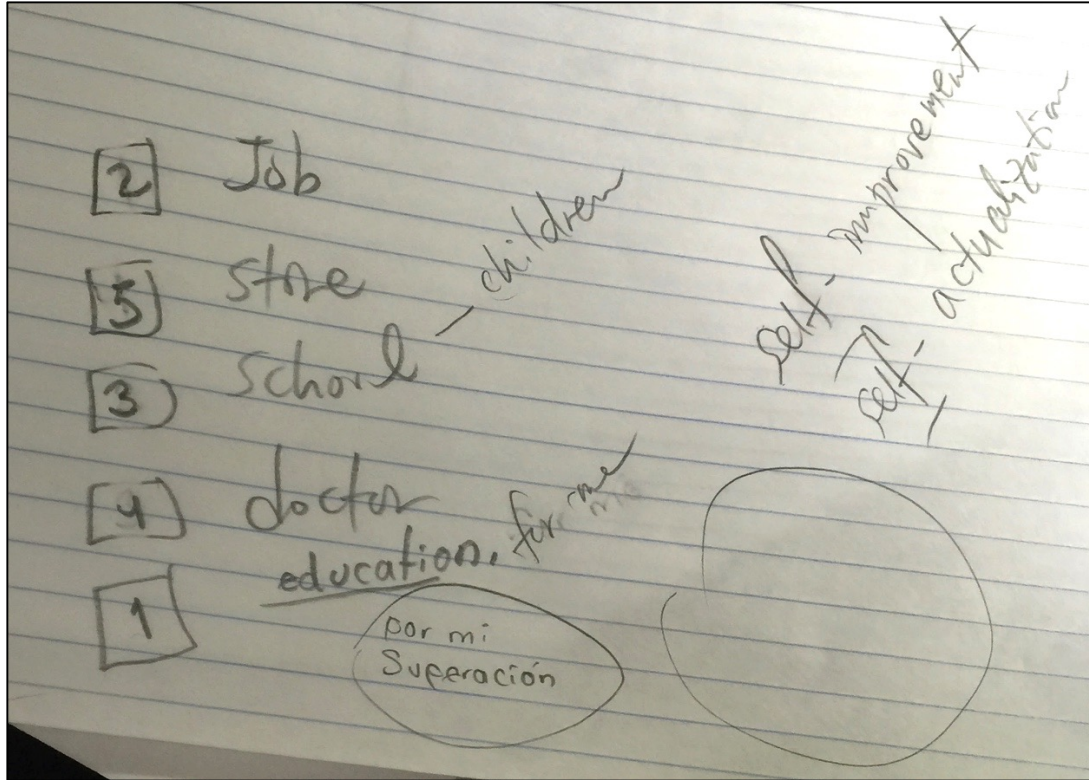 2 Job
5 store
3 school - children
4 doctor
education. for me
1
por mi
Superación
self-improvement
self-actualization